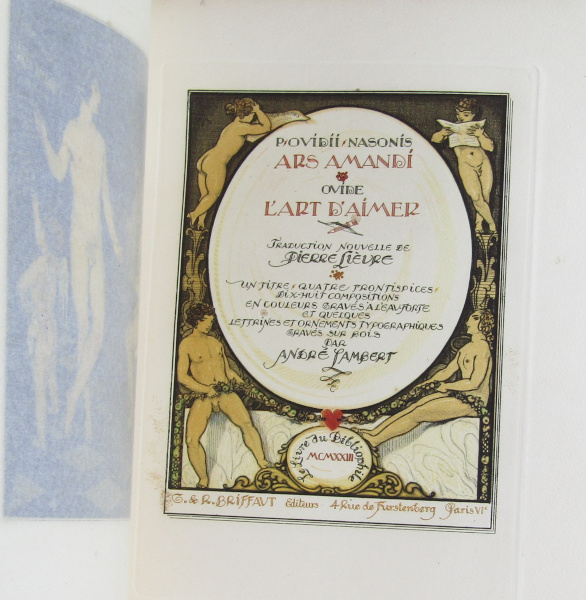 P·OVIDII·NASONIS
ARS AMANDI
OVIDE
L'ART D'AIMER
TRADUCTION NOUVELLE DE
PIERRE LIÈVRE
UN TITRE, QUATRE FRONTISPICES,
DIX-HUIT COMPOSITIONS
EN COULEURS GRAVÉS À L'EAU-FORTE
ET QUELQUES
LETTRINES ET ORNEMENTS TYPOGRAPHIQUES
GRAVÉS SUR BOIS
PAR
ANDRÉ LAMBERT
Le Livre du Bibliophile
MCMXXIII
G. & R. BRIFFAUT Editeurs 4 Rue de Furstenberg Paris VIe